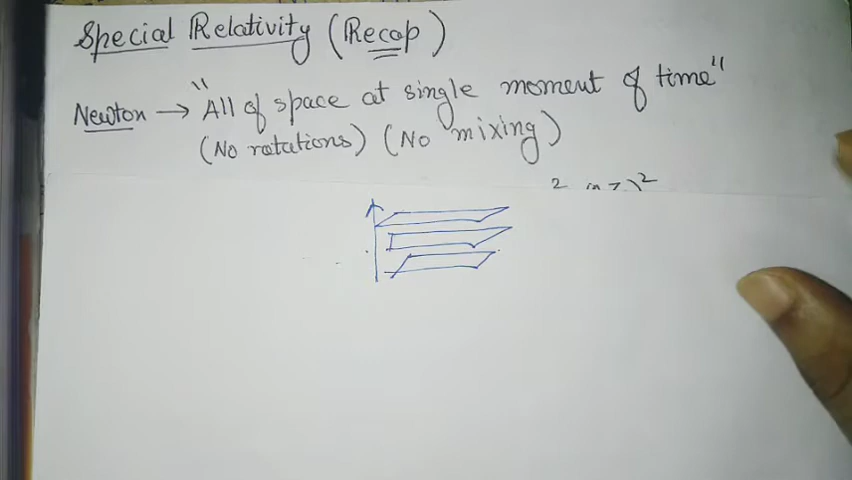 Special Relativity (Recap)
Newton → "All of space at single moment of time"
(No rotations) (No mixing)